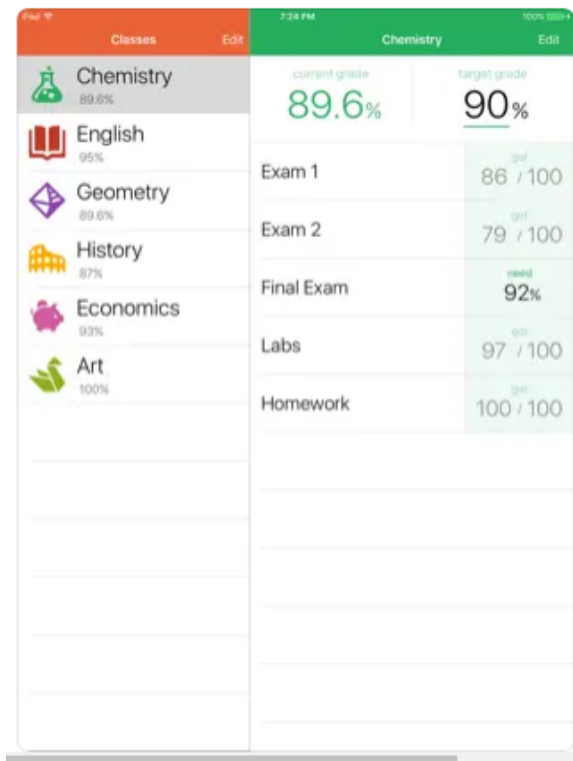 iPad 7:24 PM 100%
Classes Edit
Chemistry Edit
Chemistry
89.6%
English
95%
Geometry
89.6%
History
87%
Economics
93%
Art
100%
current grade
89.6%
target grade
90%
Exam 1
got
86 / 100
Exam 2
got
79 / 100
Final Exam
need
92%
Labs
got
97 / 100
Homework
got
100 / 100